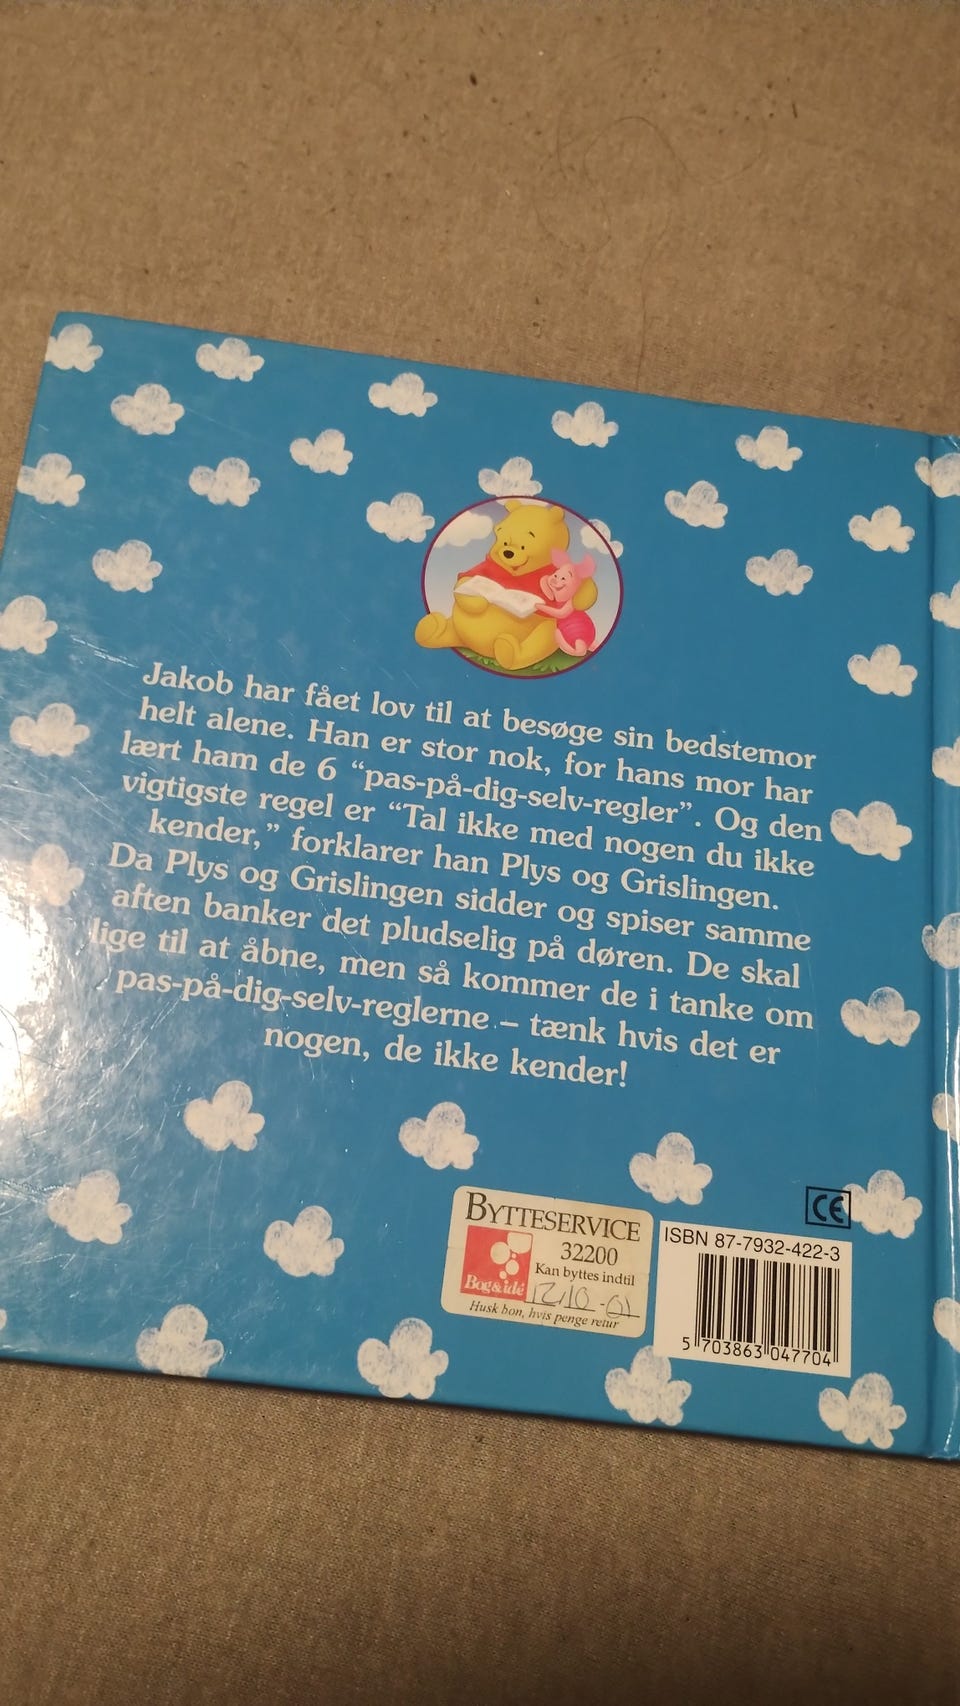 Jakob har fået lov til at besøge sin bedstemor
helt alene. Han er stor nok, for hans mor har
lært ham de 6 “pas-på-dig-selv-regler”. Og den
vigtigste regel er “Tal ikke med nogen du ikke
kender,” forklarer han Plys og Grislingen.
Da Plys og Grislingen sidder og spiser samme
aften banker det pludselig på døren. De skal
lige til at åbne, men så kommer de i tanke om
pas-på-dig-selv-reglerne – tænk hvis det er
nogen, de ikke kender!
BYTTESERVICE
32200
Kan byttes indtil
Bog & idé
12/10-01
Husk bon, hvis penge retur
CE
ISBN 87-7932-422-3
5 703863 047704